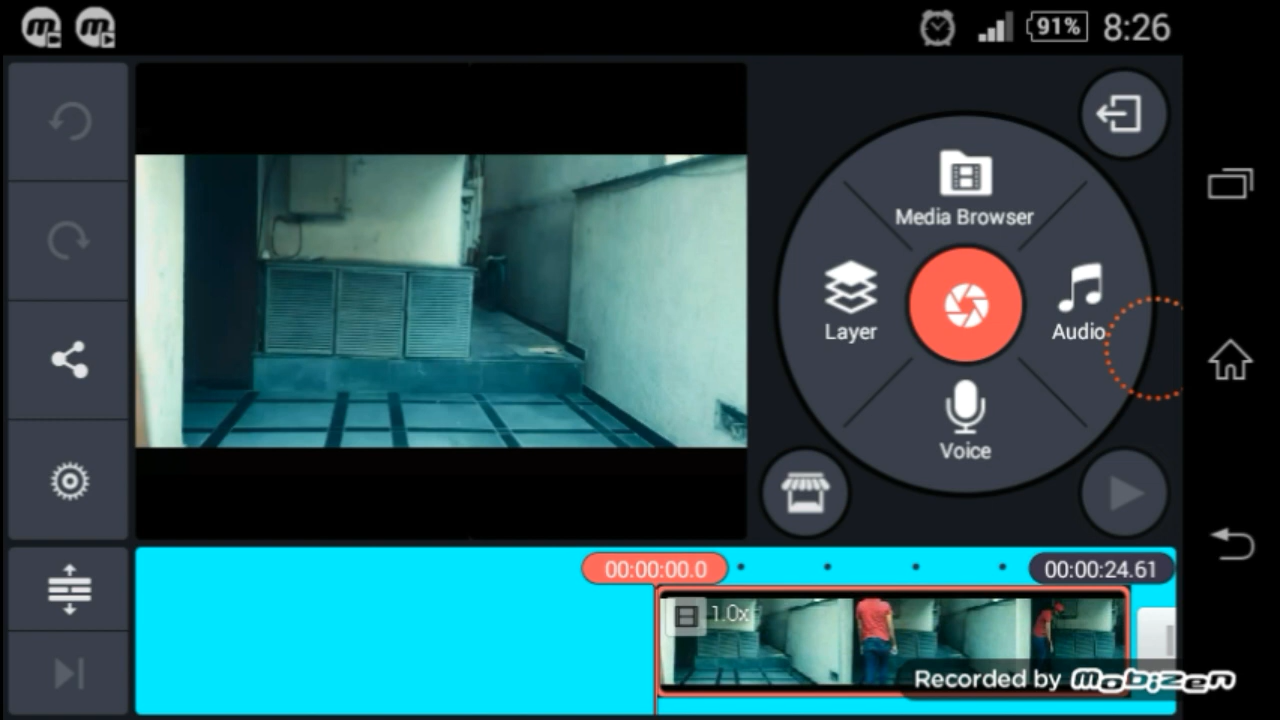 91% 8:26
Media Browser
Layer
Audio
Voice
00:00:00.0
00:00:24.61
1.0x
Recorded by mobizen